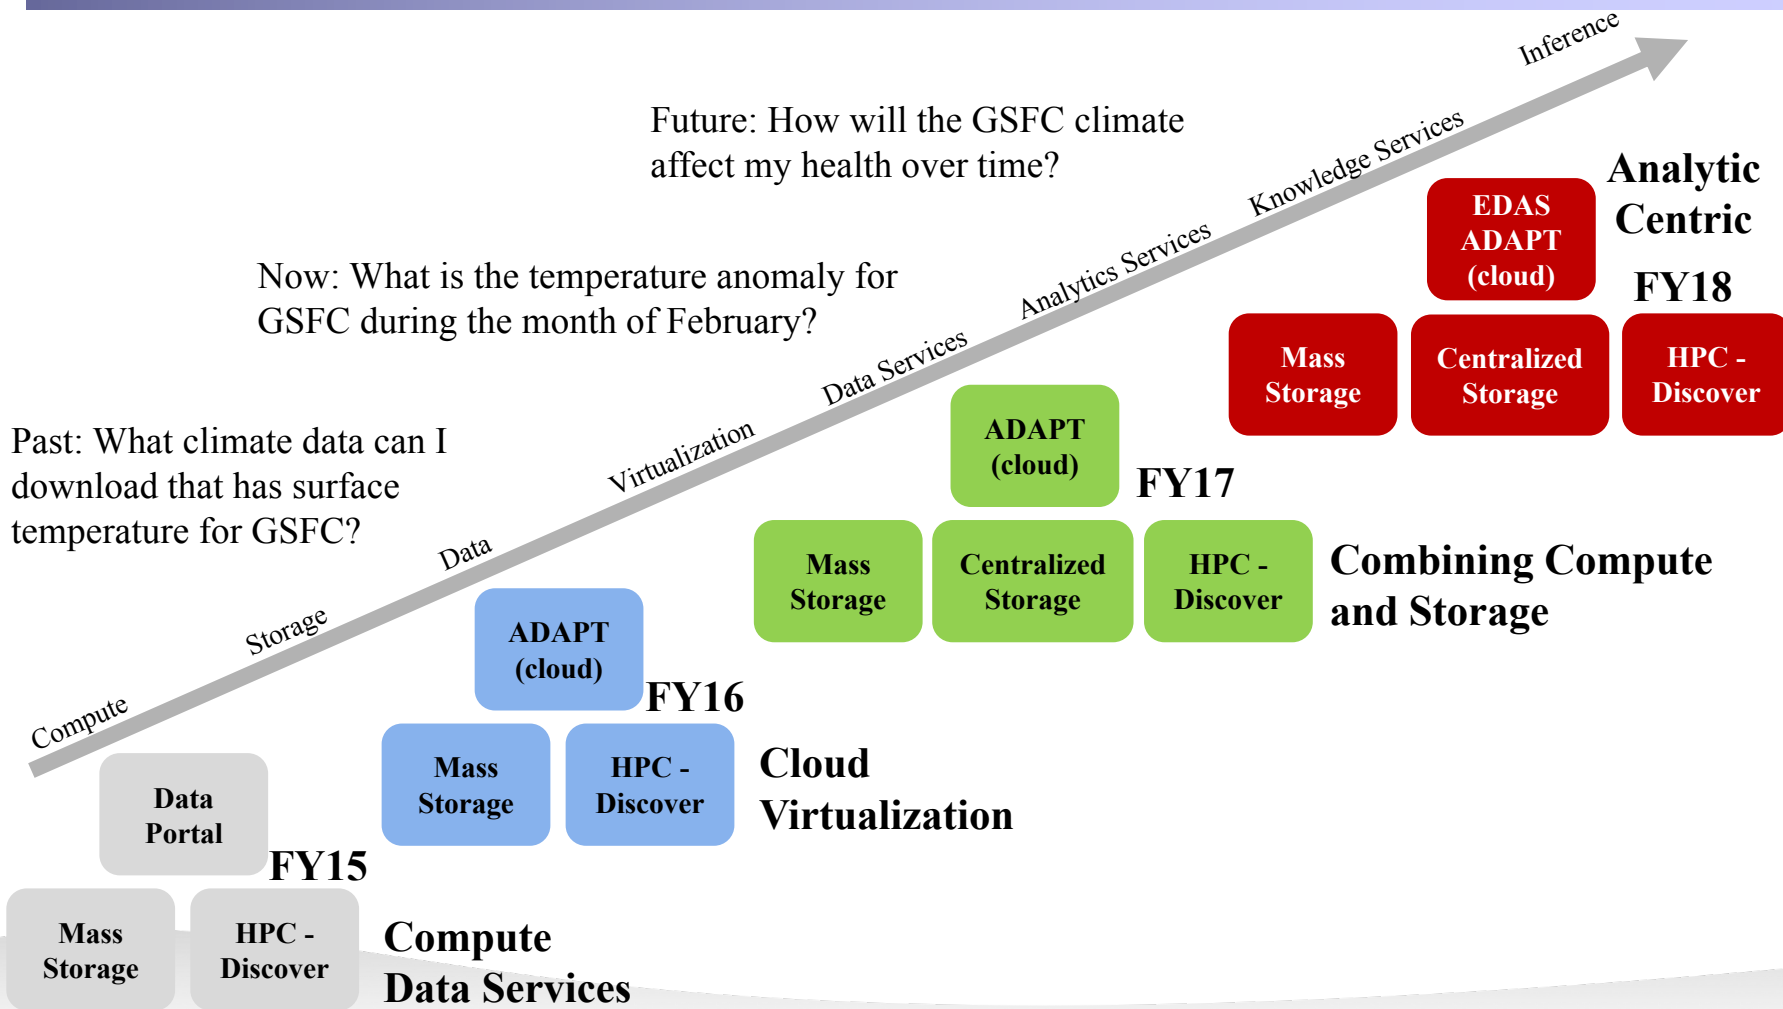 Inference
Future: How will the GSFC climate
affect my health over time?
Knowledge Services
Analytic
Centric
EDAS
ADAPT
(cloud)
FY18
Now: What is the temperature anomaly for
GSFC during the month of February?
Analytics Services
Mass
Storage
Centralized
Storage
HPC -
Discover
Data Services
Past: What climate data can I
download that has surface
temperature for GSFC?
Virtualization
ADAPT
(cloud)
FY17
Data
Mass
Storage
Centralized
Storage
HPC -
Discover
Combining Compute
and Storage
Storage
ADAPT
(cloud)
FY16
Compute
Mass
Storage
HPC -
Discover
Cloud
Virtualization
Data
Portal
FY15
Mass
Storage
HPC -
Discover
Compute
Data Services